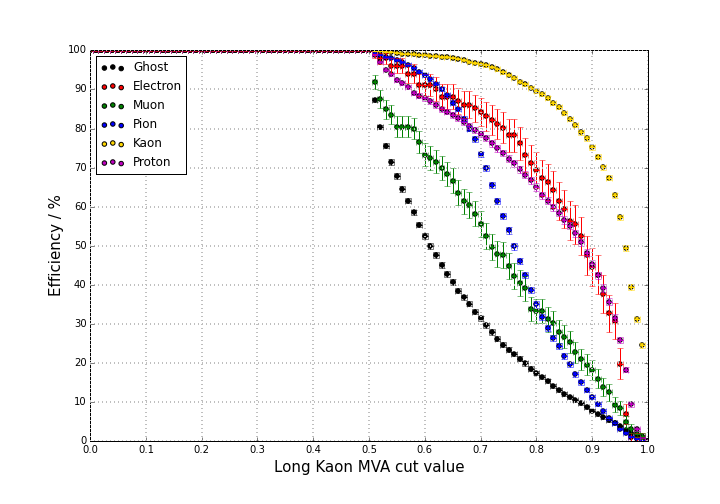 100
90
80
70
60
50
40
30
20
10
0
Efficiency / %
Ghost
Electron
Muon
Pion
Kaon
Proton
0.0 0.1 0.2 0.3 0.4 0.5 0.6 0.7 0.8 0.9 1.0
Long Kaon MVA cut value